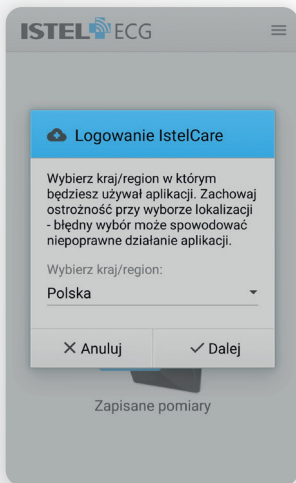 ISTEL ECG
Logowanie IstelCare
Wybierz kraj/region w którym
będziesz używał aplikacji. Zachowaj
ostrożność przy wyborze lokalizacji
- błędny wybór może spowodować
niepoprawne działanie aplikacji.
Wybierz kraj/region:
Polska
Anuluj
Dalej
Zapisane pomiary